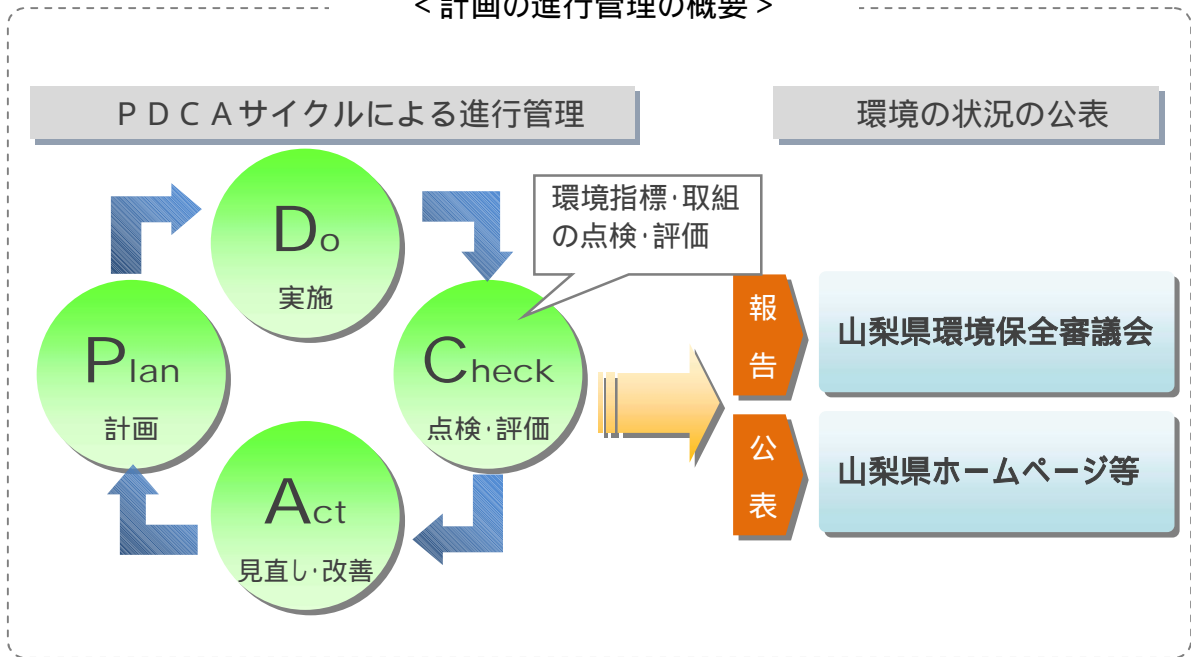 <計画の進行管理の概要>
PDCAサイクルによる進行管理
環境の状況の公表
Do
実施
環境指標･取組
の点検･評価
Plan
計画
Check
点検･評価
Act
見直し･改善
報告
山梨県環境保全審議会
公表
山梨県ホームページ等